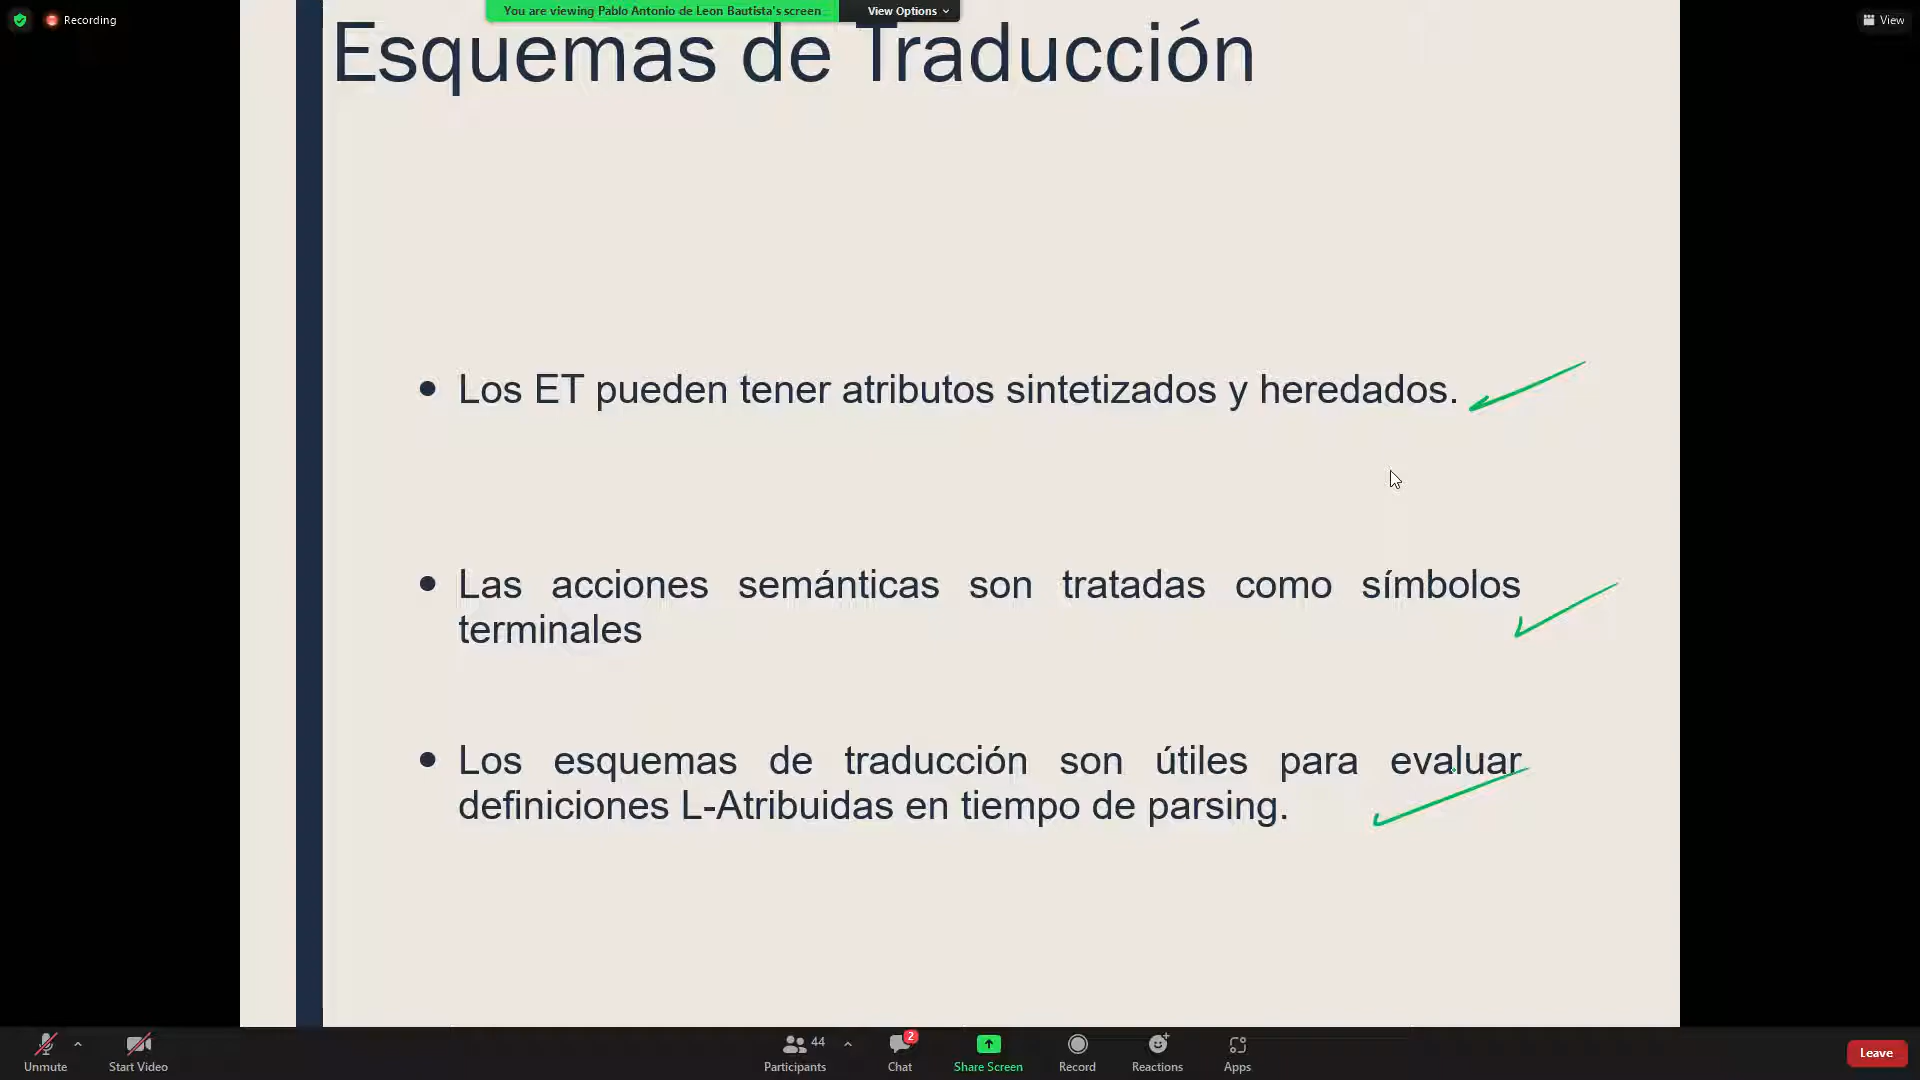 Recording
You are viewing Pablo Antonio de Leon Bautista's screen
View Options
View
Esquemas de Traducción
Los ET pueden tener atributos sintetizados y heredados.
Las acciones semánticas son tratadas como símbolos
terminales
Los esquemas de traducción son útiles para evaluar
definiciones L-Atribuidas en tiempo de parsing.
Unmute
Start Video
44
Participants
2
Chat
Share Screen
Record
Reactions
Apps
Leave